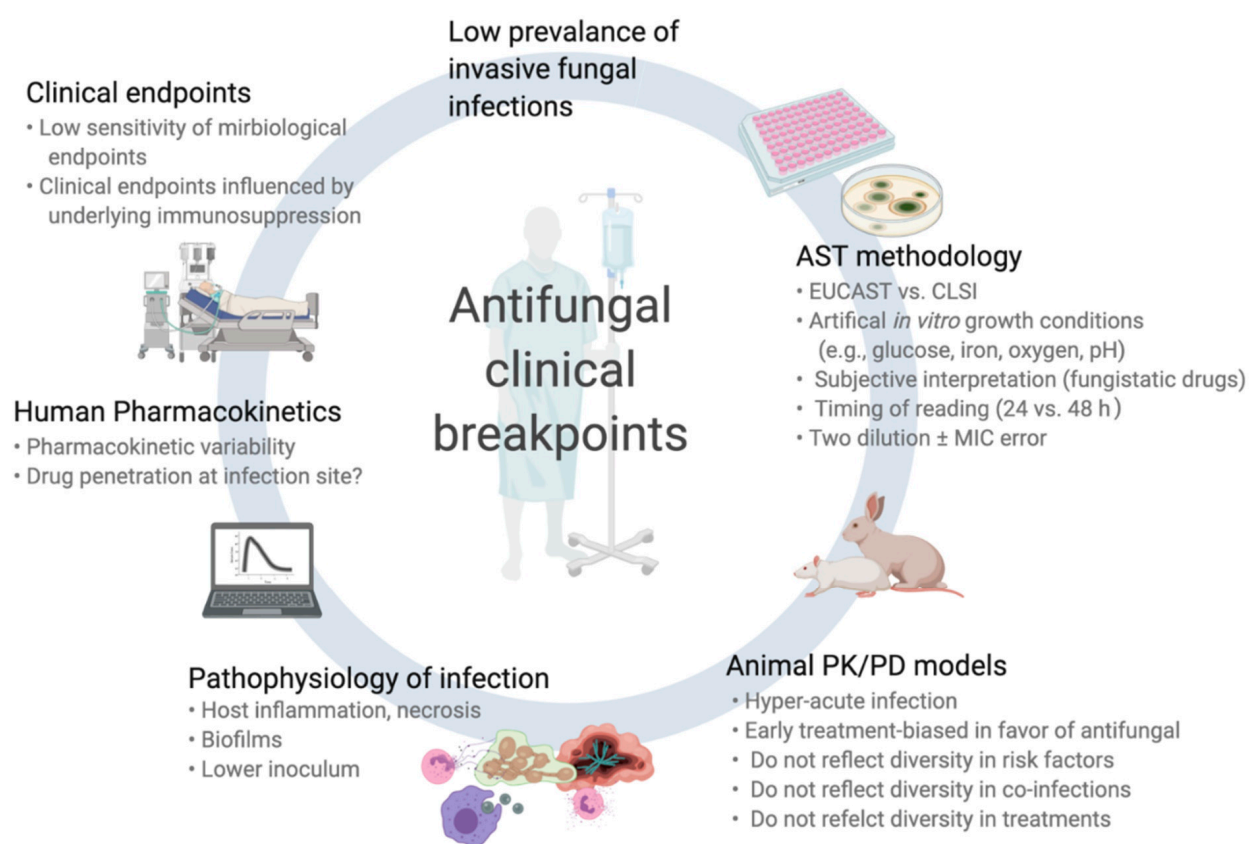 Low prevalance of
invasive fungal
infections
Clinical endpoints
• Low sensitivity of mirbiological
endpoints
• Clinical endpoints influenced by
underlying immunosuppression
AST methodology
• EUCAST vs. CLSI
• Artifical in vitro growth conditions
(e.g., glucose, iron, oxygen, pH)
• Subjective interpretation (fungistatic drugs)
• Timing of reading (24 vs. 48 h)
• Two dilution ± MIC error
Antifungal
clinical
breakpoints
Human Pharmacokinetics
• Pharmacokinetic variability
• Drug penetration at infection site?
Pathophysiology of infection
• Host inflammation, necrosis
• Biofilms
• Lower inoculum
Animal PK/PD models
• Hyper-acute infection
• Early treatment-biased in favor of antifungal
• Do not reflect diversity in risk factors
• Do not reflect diversity in co-infections
• Do not refelct diversity in treatments